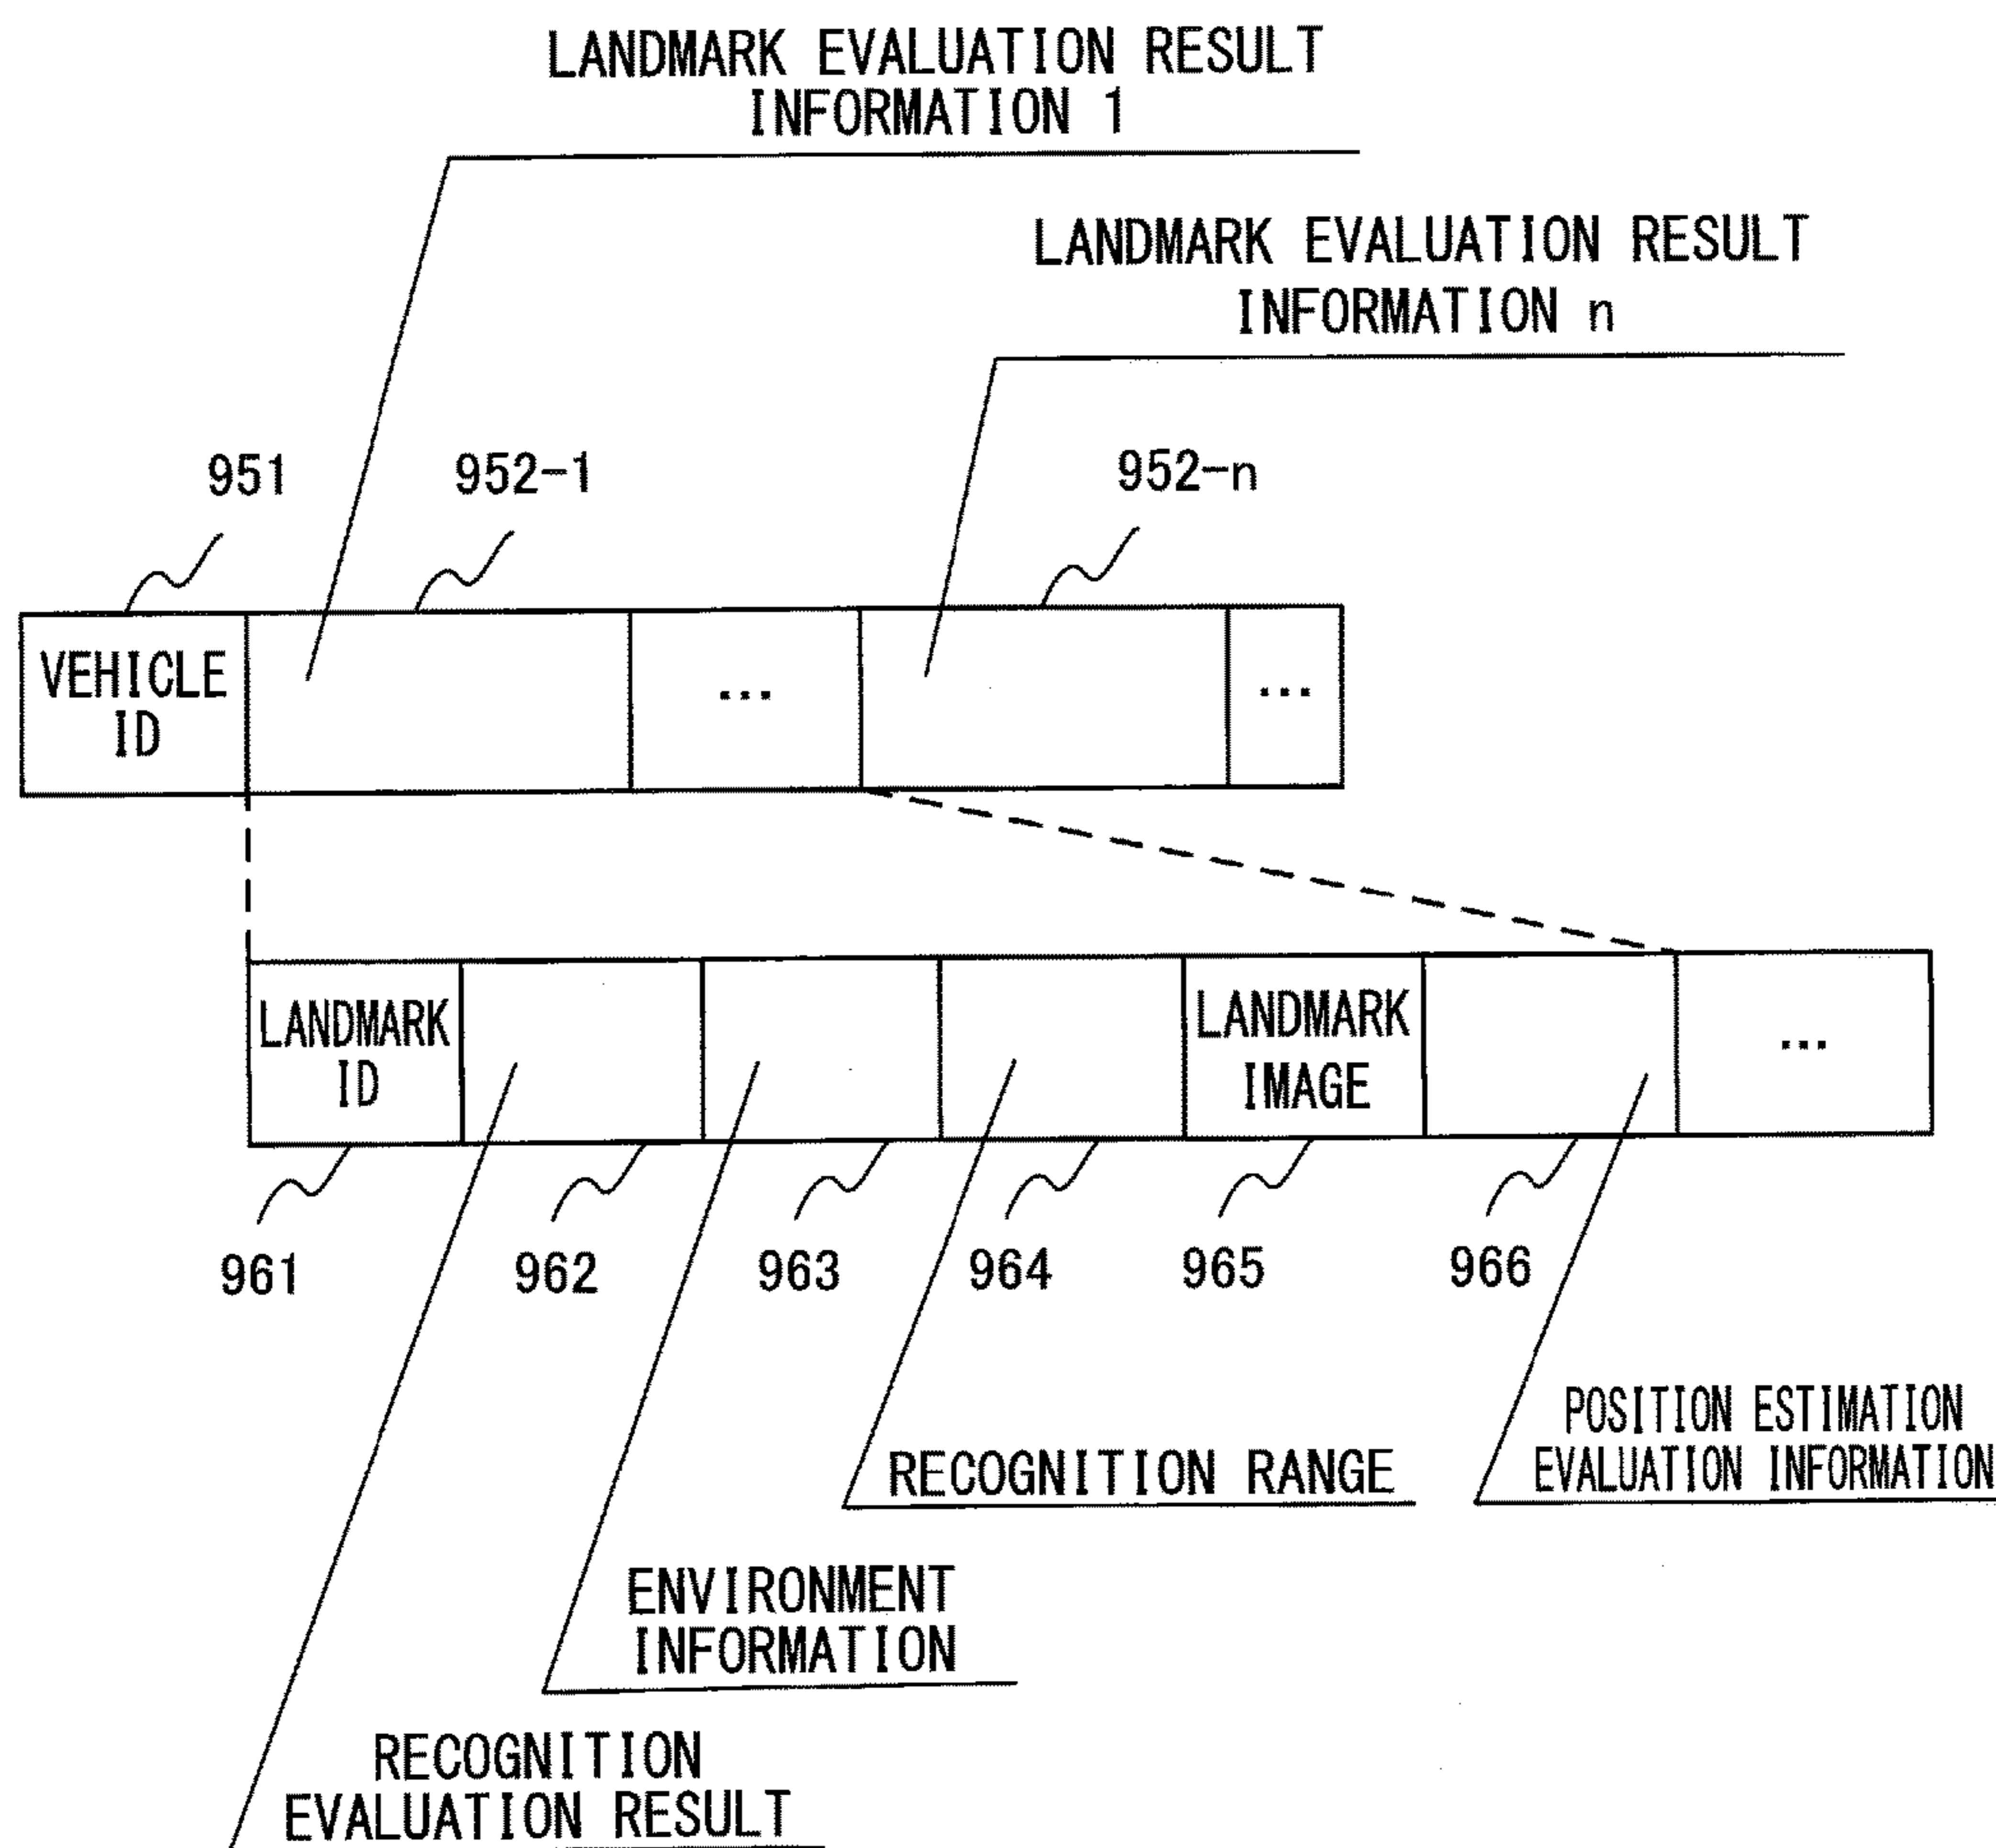 LANDMARK EVALUATION RESULT
INFORMATION 1
LANDMARK EVALUATION RESULT
INFORMATION n
951
952-1
952-n
VEHICLE
ID
...
...
LANDMARK
ID
LANDMARK
IMAGE
...
961
962
963
964
965
966
POSITION ESTIMATION
EVALUATION INFORMATION
RECOGNITION RANGE
ENVIRONMENT
INFORMATION
RECOGNITION
EVALUATION RESULT